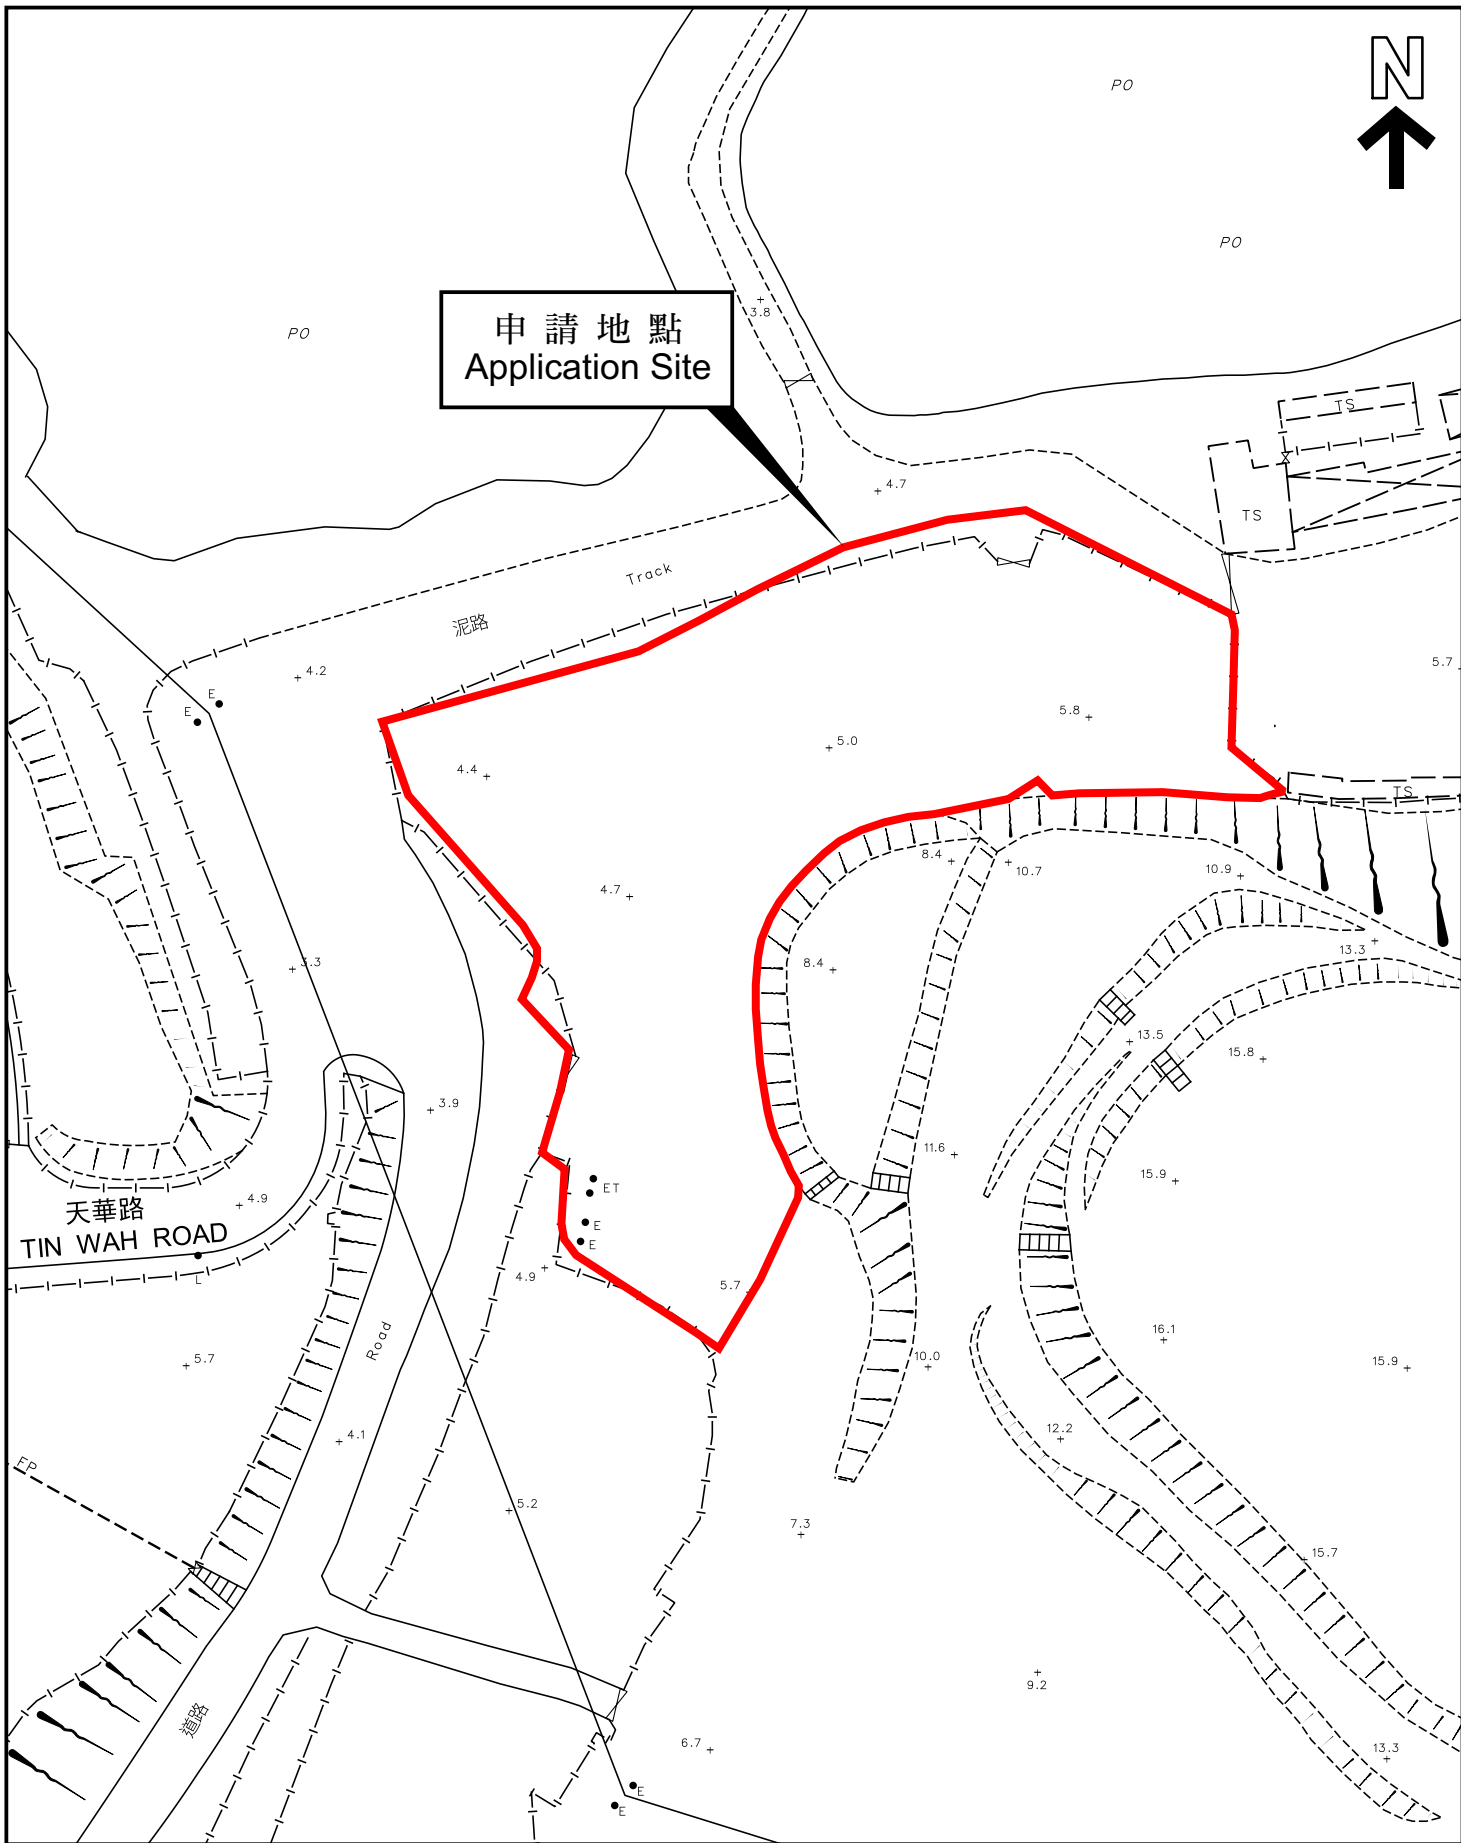 N
PO
PO
3.8
PO
申請地點
Application Site
TS
4.7
TS
Track
泥路
4.2
5.7
E
E
5.8
5.0
4.4
TS
8.4
10.7
10.9
4.7
13.3
3.3
8.4
13.5
15.8
3.9
11.6
15.9
ET
天華路
4.9
E
TIN WAH ROAD
E
L
4.9
5.7
Road
16.1
5.7
10.0
15.9
4.1
12.2
FP
5.2
7.3
15.7
9.2
道路
6.7
13.3
E
E